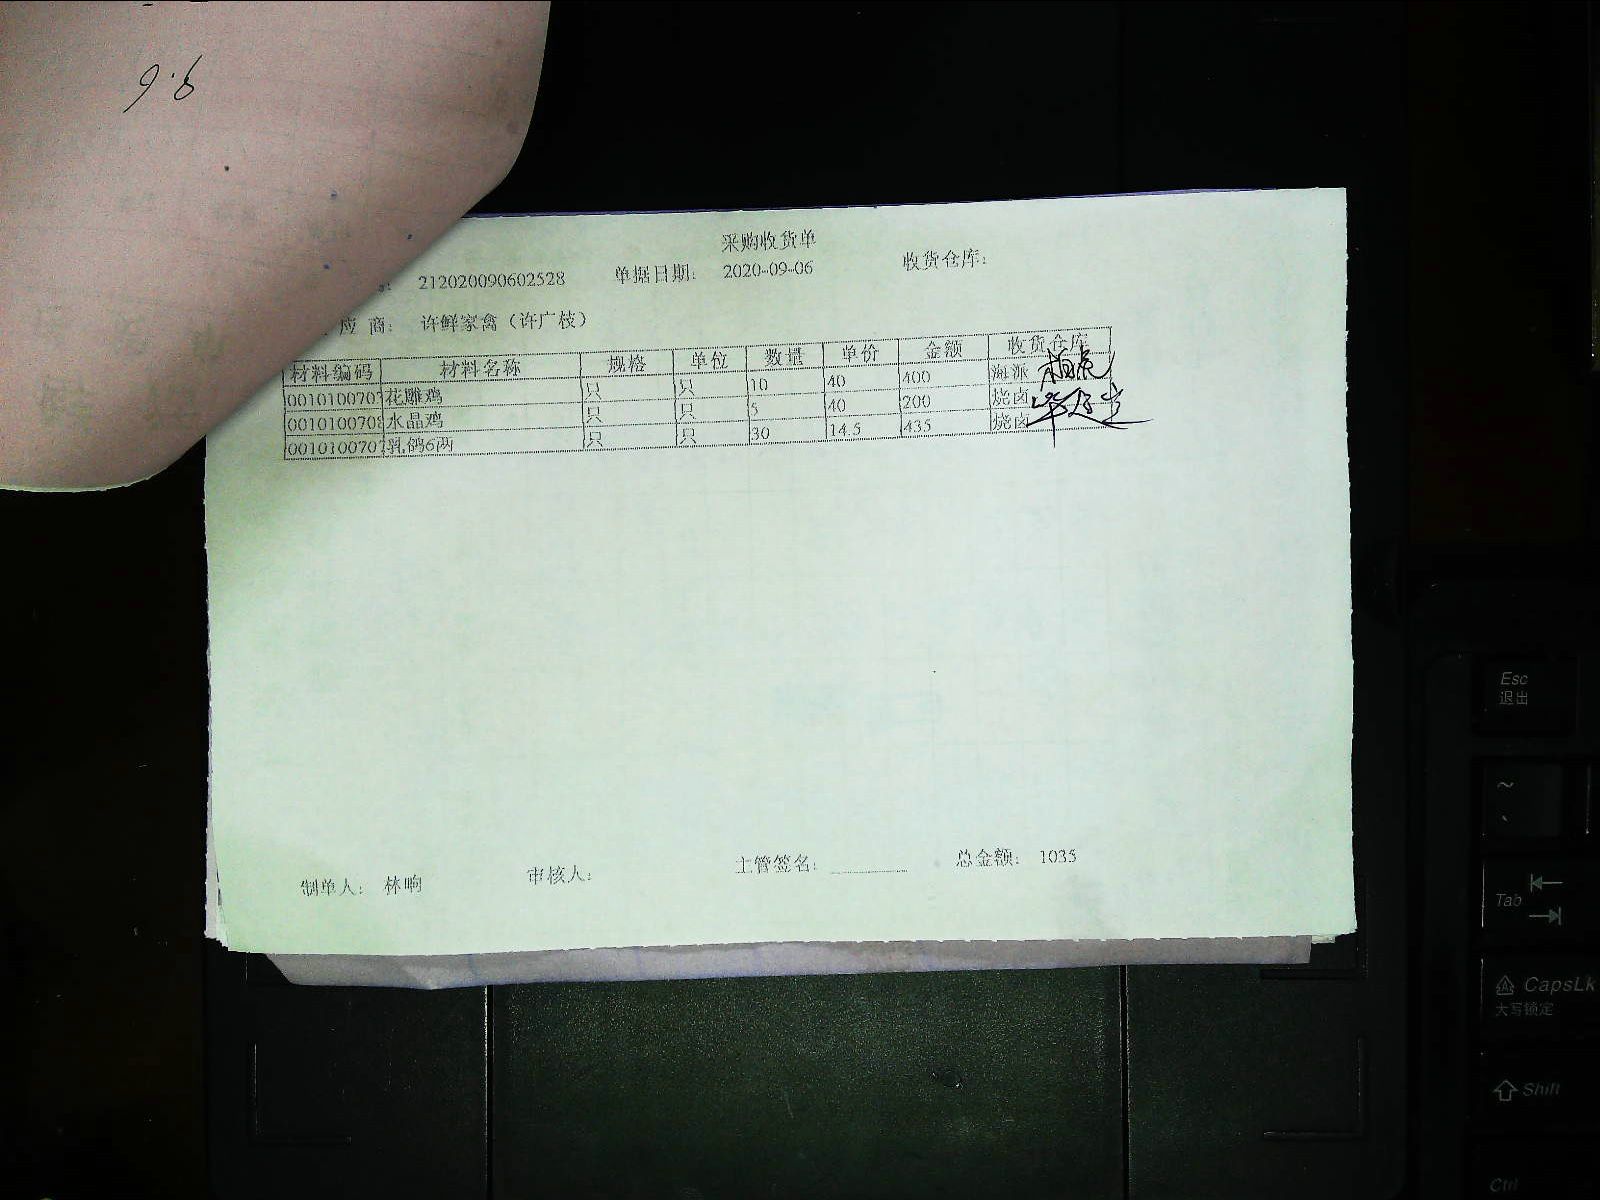 9.6
采购收货单
212020090602528 单据日期： 2020-09-06 收货仓库：
应 商： 许鲜家禽（许广枝）
材料编码 材料名称 规格 单位 数量 单价 金额 收货仓库
0010100707 花雕鸡 只 只 10 40 400 海派
0010100708 水晶鸡 只 只 5 40 200 烧卤
0010100707 乳鸽6两 只 只 30 14.5 435 烧卤
制单人： 林响 审核人： 主管签名： 总金额： 1035
Esc
退出
~
Tab
CapsLk
大写锁定
Shift
Ctrl